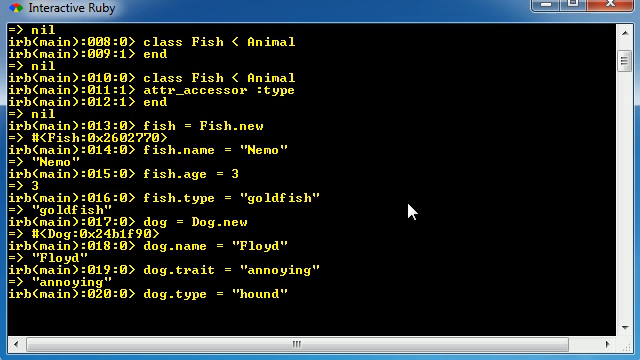 Interactive Ruby
=> nil
irb(main):008:0> class Fish < Animal
irb(main):009:1> end
=> nil
irb(main):010:0> class Fish < Animal
irb(main):011:1> attr_accessor :type
irb(main):012:1> end
=> nil
irb(main):013:0> fish = Fish.new
=> #<Fish:0x2602770>
irb(main):014:0> fish.name = "Nemo"
=> "Nemo"
irb(main):015:0> fish.age = 3
=> 3
irb(main):016:0> fish.type = "goldfish"
=> "goldfish"
irb(main):017:0> dog = Dog.new
=> #<Dog:0x24b1f90>
irb(main):018:0> dog.name = "Floyd"
=> "Floyd"
irb(main):019:0> dog.trait = "annoying"
=> "annoying"
irb(main):020:0> dog.type = "hound"